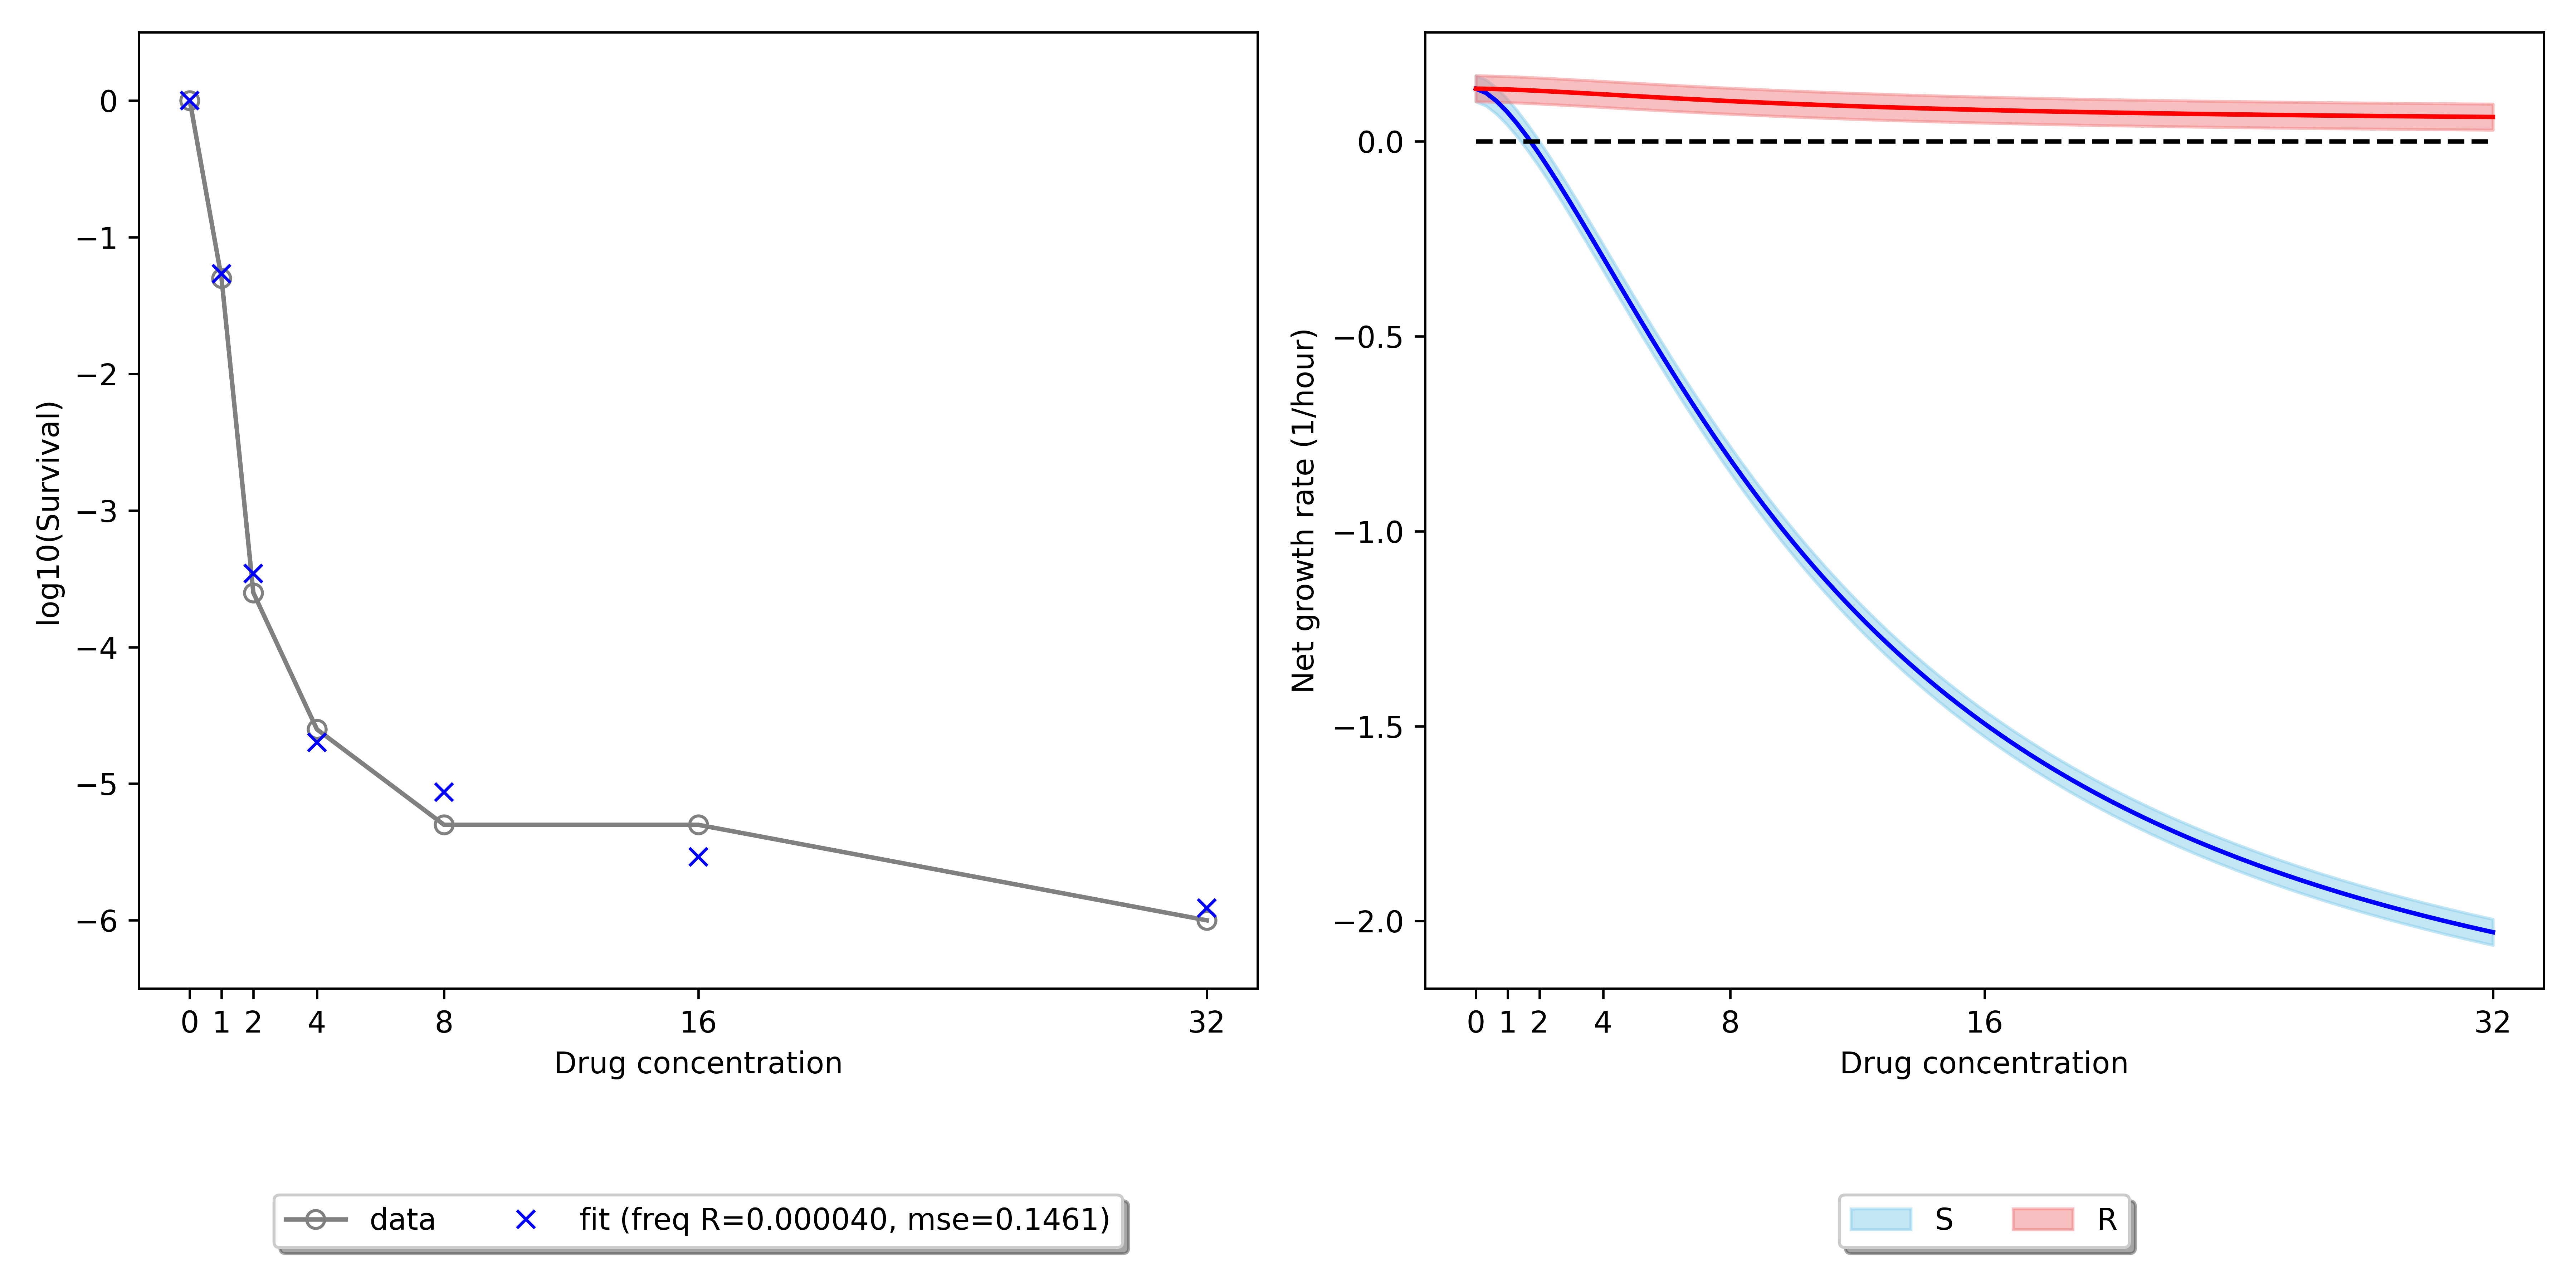 log10(Survival)
0
−1
−2
−3
−4
−5
−6
0 1 2 4 8 16 32
Drug concentration
data fit (freq R=0.000040, mse=0.1461)
Net growth rate (1/hour)
0.0
−0.5
−1.0
−1.5
−2.0
0 1 2 4 8 16 32
Drug concentration
S R